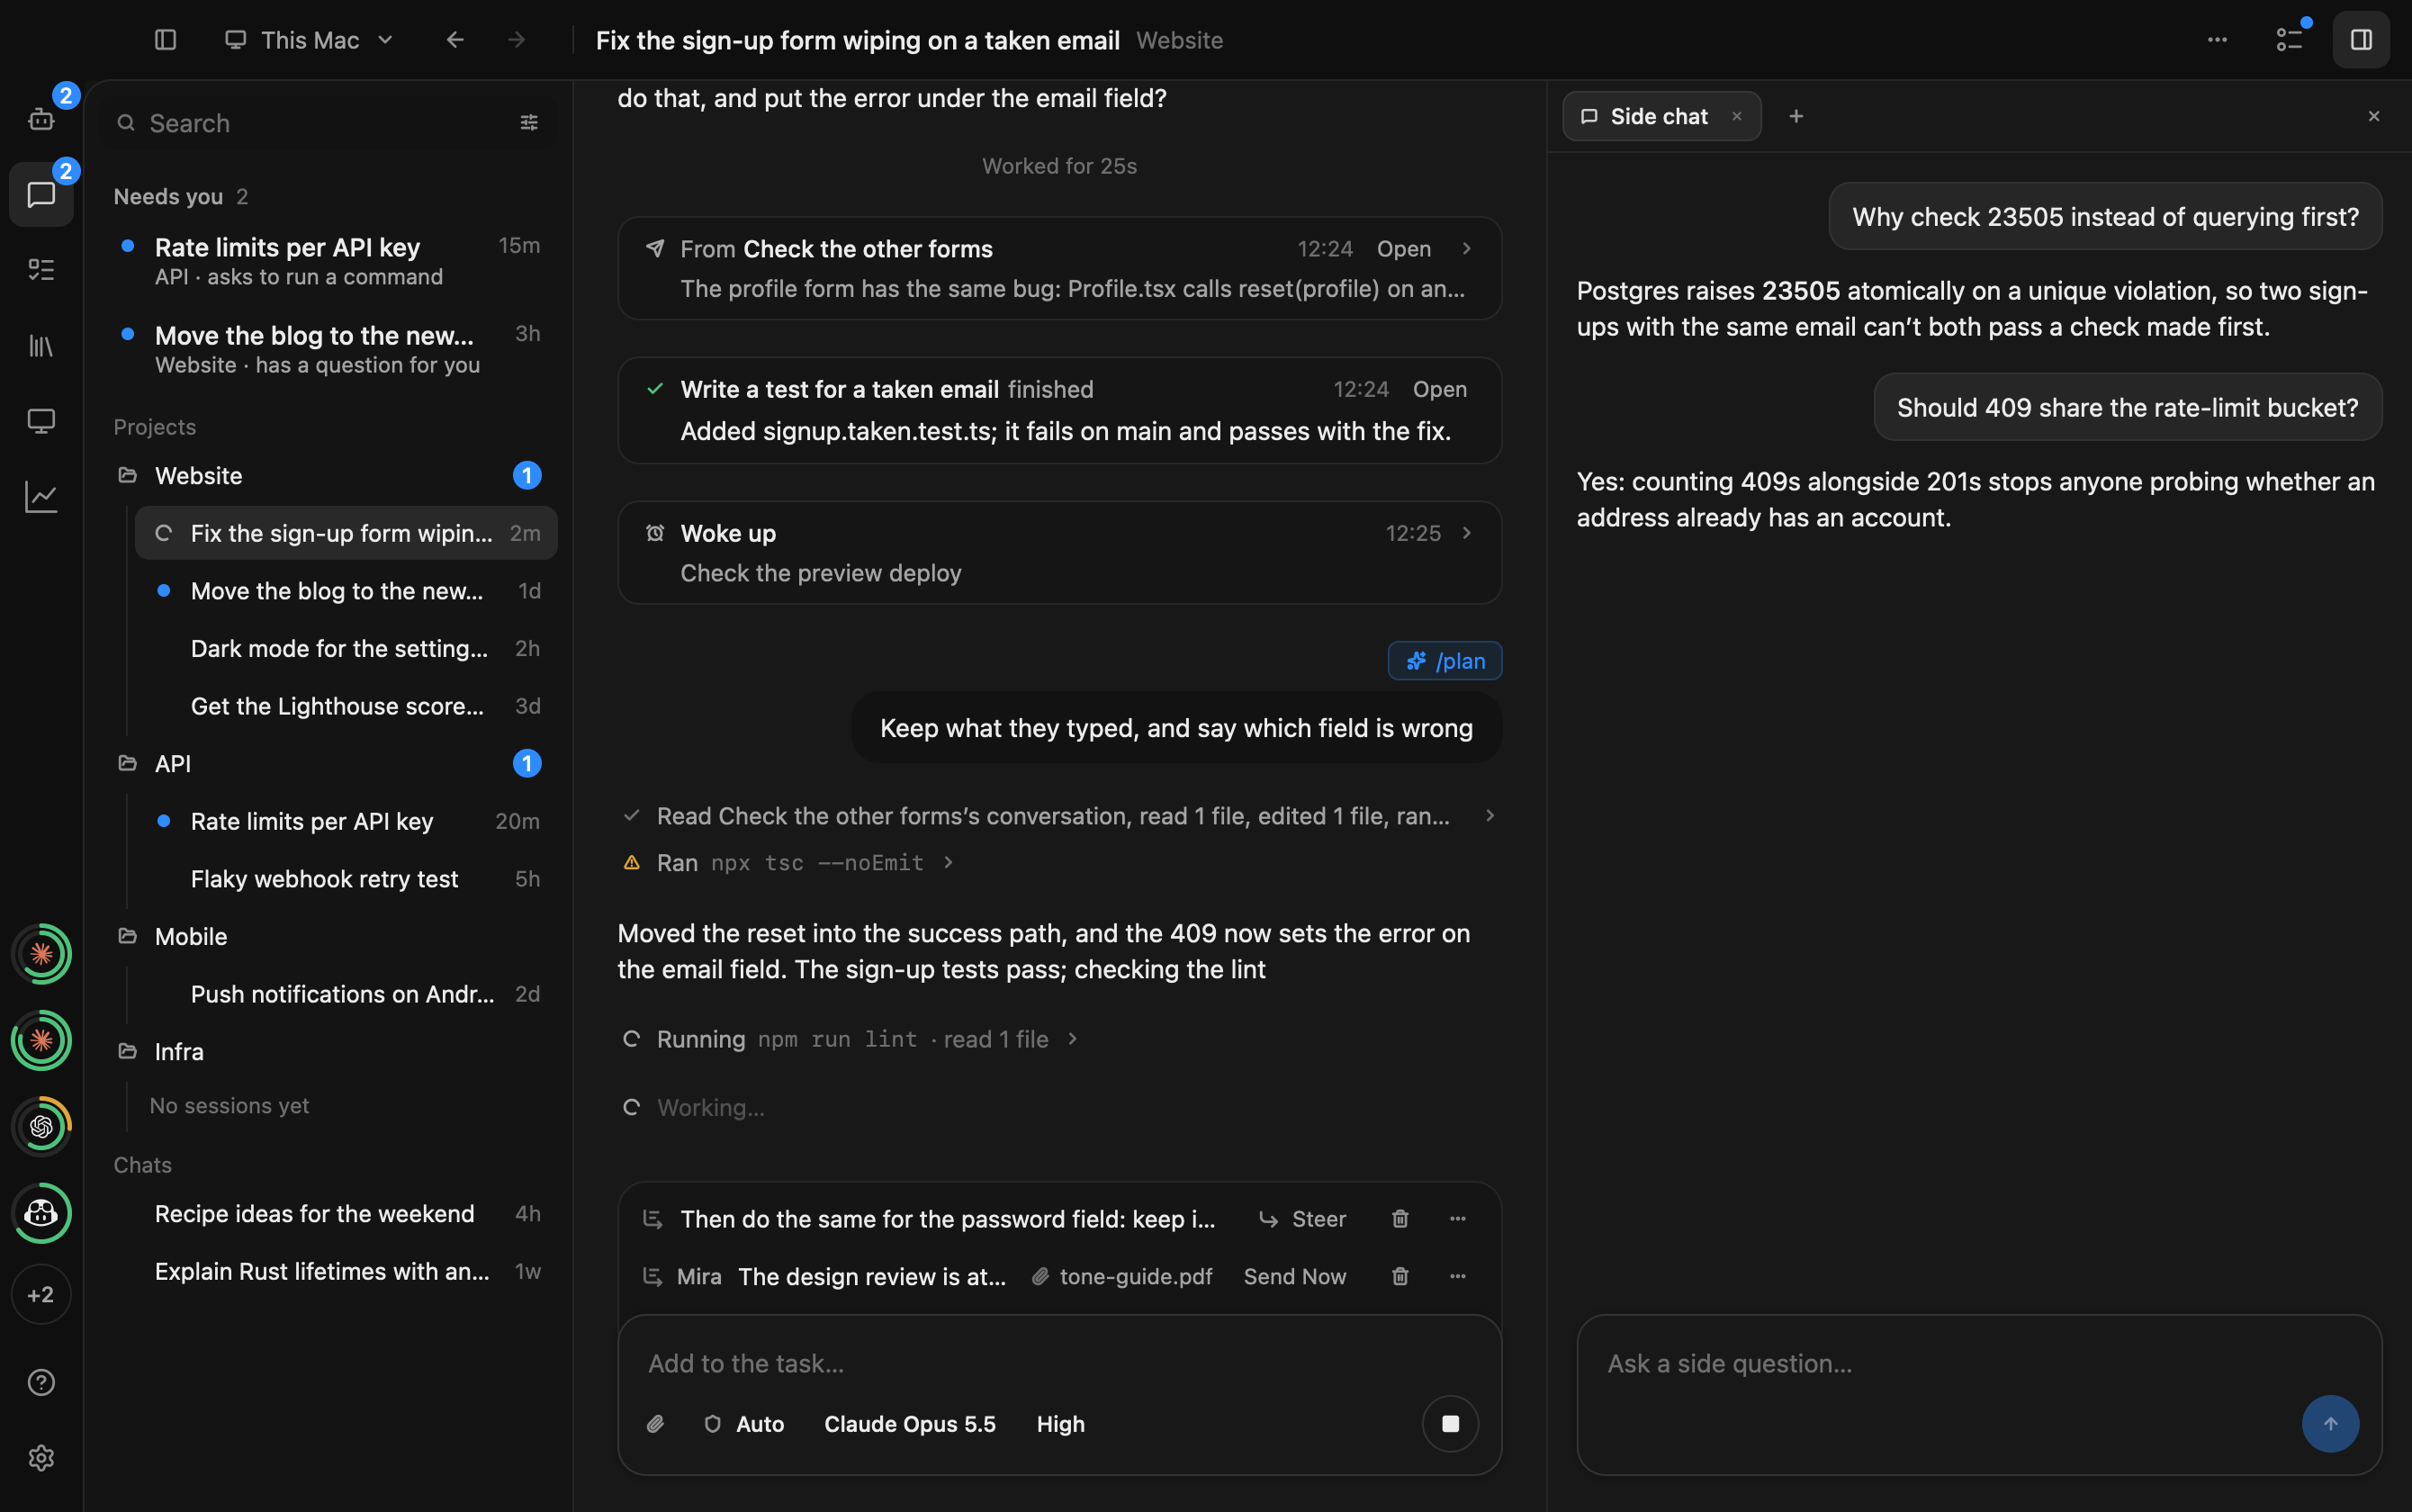 This Mac
Fix the sign-up form wiping on a taken email Website
2
2
+2
Search
Needs you 2
Rate limits per API key 15m
API · asks to run a command
Move the blog to the new... 3h
Website · has a question for you
Projects
Website 1
Fix the sign-up form wipin... 2m
Move the blog to the new... 1d
Dark mode for the setting... 2h
Get the Lighthouse score... 3d
API 1
Rate limits per API key 20m
Flaky webhook retry test 5h
Mobile
Push notifications on Andr... 2d
Infra
No sessions yet
Chats
Recipe ideas for the weekend 4h
Explain Rust lifetimes with an... 1w
do that, and put the error under the email field?
Worked for 25s
From Check the other forms 12:24 Open
The profile form has the same bug: Profile.tsx calls reset(profile) on an...
Write a test for a taken email finished 12:24 Open
Added signup.taken.test.ts; it fails on main and passes with the fix.
Woke up 12:25
Check the preview deploy
/plan
Keep what they typed, and say which field is wrong
Read Check the other forms’s conversation, read 1 file, edited 1 file, ran...
Ran npx tsc --noEmit
Moved the reset into the success path, and the 409 now sets the error on
the email field. The sign-up tests pass; checking the lint
Running npm run lint · read 1 file
Working...
Then do the same for the password field: keep i... Steer
Mira The design review is at... tone-guide.pdf Send Now
Add to the task...
Auto Claude Opus 5.5 High
Side chat
Why check 23505 instead of querying first?
Postgres raises 23505 atomically on a unique violation, so two sign-
ups with the same email can’t both pass a check made first.
Should 409 share the rate-limit bucket?
Yes: counting 409s alongside 201s stops anyone probing whether an
address already has an account.
Ask a side question...